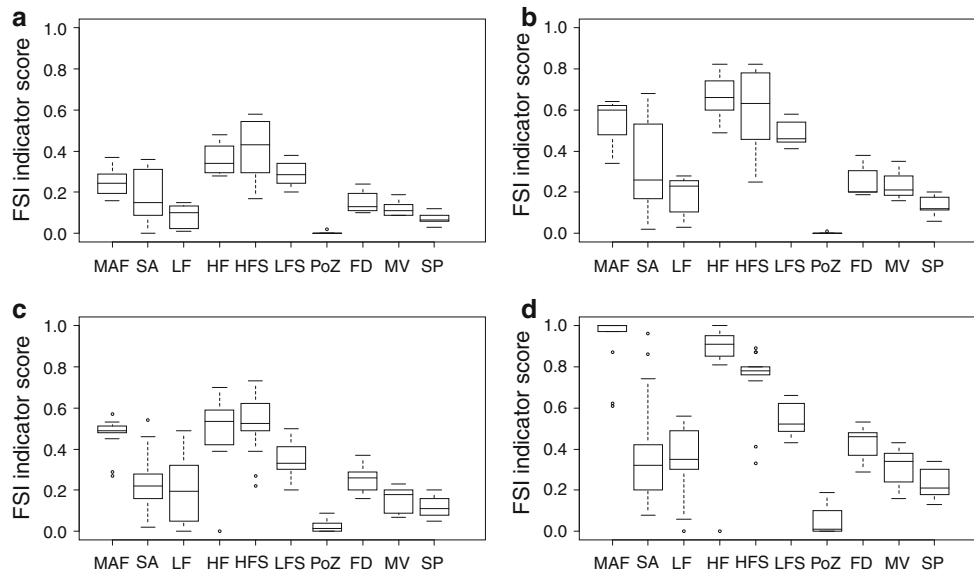 a
FSI indicator score
1.0
0.8
0.6
0.4
0.2
0.0
MAF SA LF HF HFS LFS PoZ FD MV SP
b
FSI indicator score
1.0
0.8
0.6
0.4
0.2
0.0
MAF SA LF HF HFS LFS PoZ FD MV SP
c
FSI indicator score
1.0
0.8
0.6
0.4
0.2
0.0
MAF SA LF HF HFS LFS PoZ FD MV SP
d
FSI indicator score
1.0
0.8
0.6
0.4
0.2
0.0
MAF SA LF HF HFS LFS PoZ FD MV SP